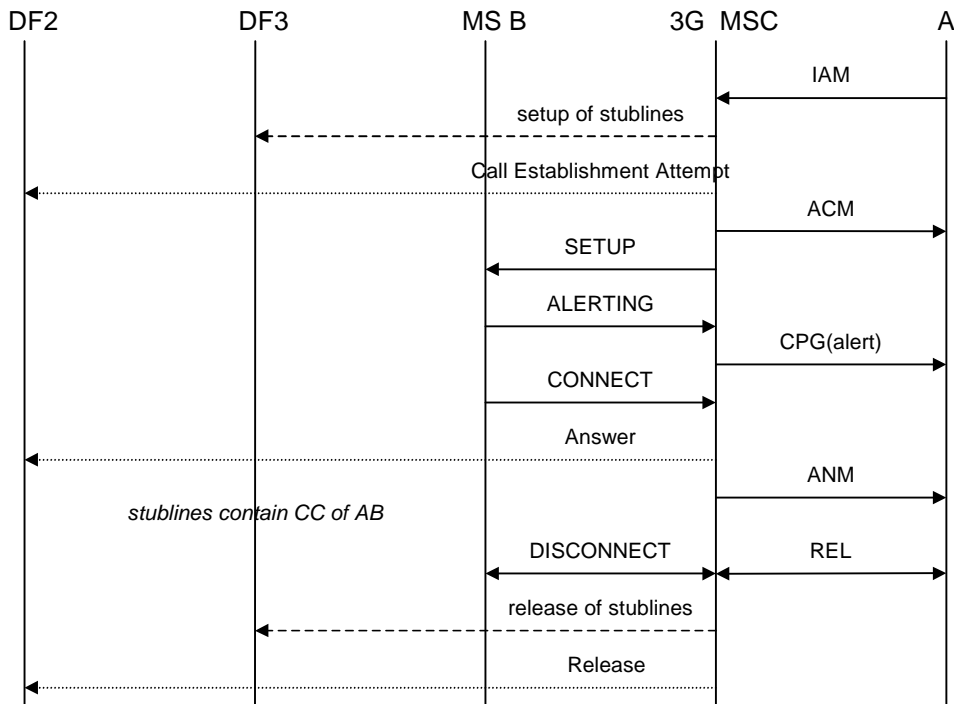 DF2 DF3 MS B 3G MSC A
IAM
setup of stublines
Call Establishment Attempt
ACM
SETUP
ALERTING
CPG(alert)
CONNECT
Answer
ANM
stublines contain CC of AB
DISCONNECT REL
release of stublines
Release